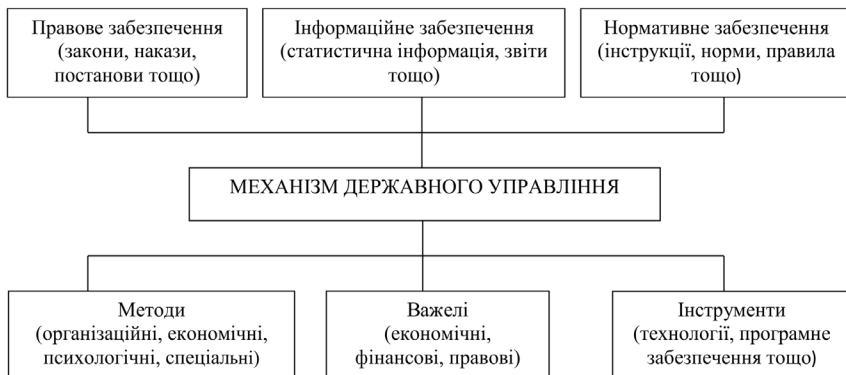 Правове забезпечення
(закони, накази,
постанови тощо)
Інформаційне забезпечення
(статистична інформація, звіти
тощо)
Нормативне забезпечення
(інструкції, норми, правила
тощо)
МЕХАНІЗМ ДЕРЖАВНОГО УПРАВЛІННЯ
Методи
(організаційні, економічні,
психологічні, спеціальні)
Важелі
(економічні,
фінансові, правові)
Інструменти
(технології, програмне
забезпечення тощо)